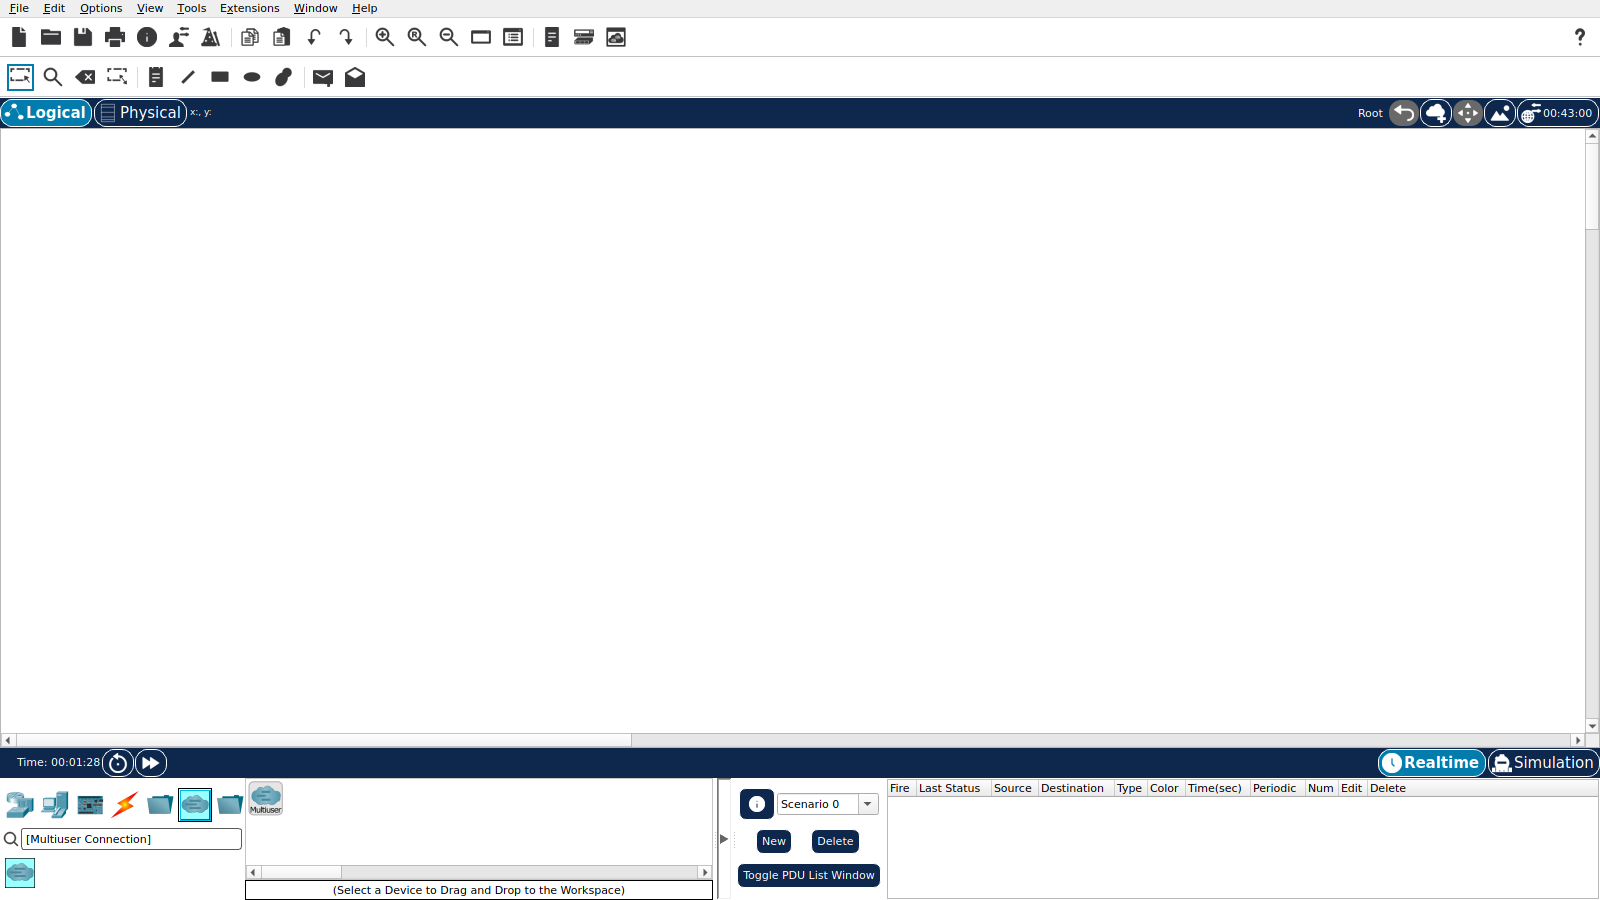 File Edit Options View Tools Extensions Window Help
Logical Physical x:, y: Root 00:43:00
Time: 00:01:28 Realtime Simulation
[Multiuser Connection]
Multiuser
(Select a Device to Drag and Drop to the Workspace)
Scenario 0
New Delete
Toggle PDU List Window
Fire Last Status Source Destination Type Color Time(sec) Periodic Num Edit Delete